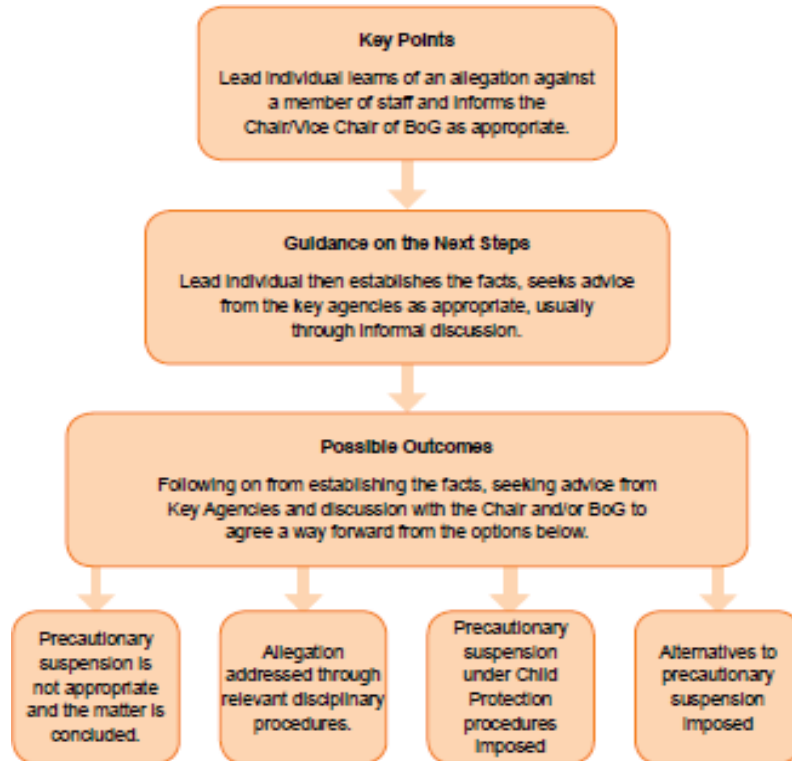 Key Points
Lead individual learns of an allegation against
a member of staff and informs the
Chair/Vice Chair of BoG as appropriate.
Guidance on the Next Steps
Lead individual then establishes the facts, seeks advice
from the key agencies as appropriate, usually
through informal discussion.
Possible Outcomes
Following on from establishing the facts, seeking advice from
Key Agencies and discussion with the Chair and/or BoG to
agree a way forward from the options below.
Precautionary
suspension is
not appropriate
and the matter is
concluded.
Allegation
addressed through
relevant disciplinary
procedures.
Precautionary
suspension
under Child
Protection
procedures
imposed
Alternatives to
precautionary
suspension
imposed